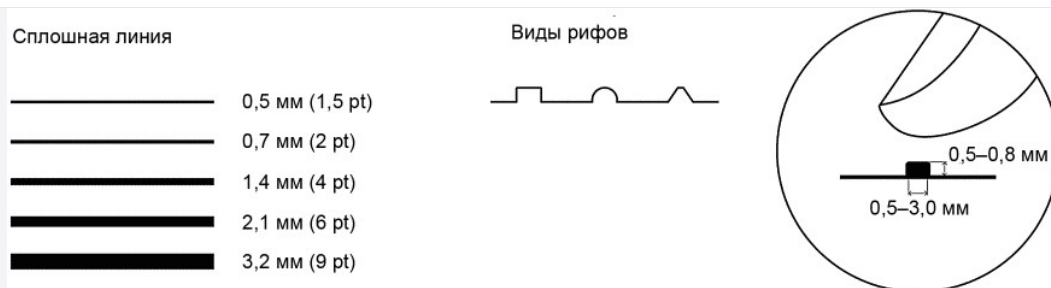 Сплошная линия
0,5 мм (1,5 pt)
0,7 мм (2 pt)
1,4 мм (4 pt)
2,1 мм (6 pt)
3,2 мм (9 pt)
Виды рифов
0,5–0,8 мм
0,5–3,0 мм